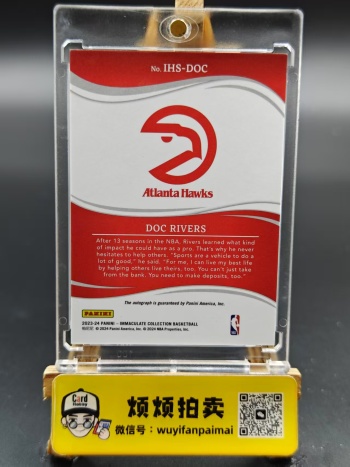 No. IHS-DOC
Atlanta Hawks
DOC RIVERS
After 13 seasons in the NBA, Rivers learned what kind
of impact he could have as a pro. That's why he never
hesitates to help others. "Sports are a vehicle to do a
lot of good," he said. "For me, I can live my best life
by helping others live theirs, too. You can't just take
from the bank. You need to make deposits, too."
The autograph is guaranteed by Panini America, Inc.
PANINI
2023-24 PANINI - IMMACULATE COLLECTION BASKETBALL
© 2024 Panini America, Inc. © 2024 NBA Properties, Inc.
Card
烦烦拍卖
微信号：wuyifanpaimai